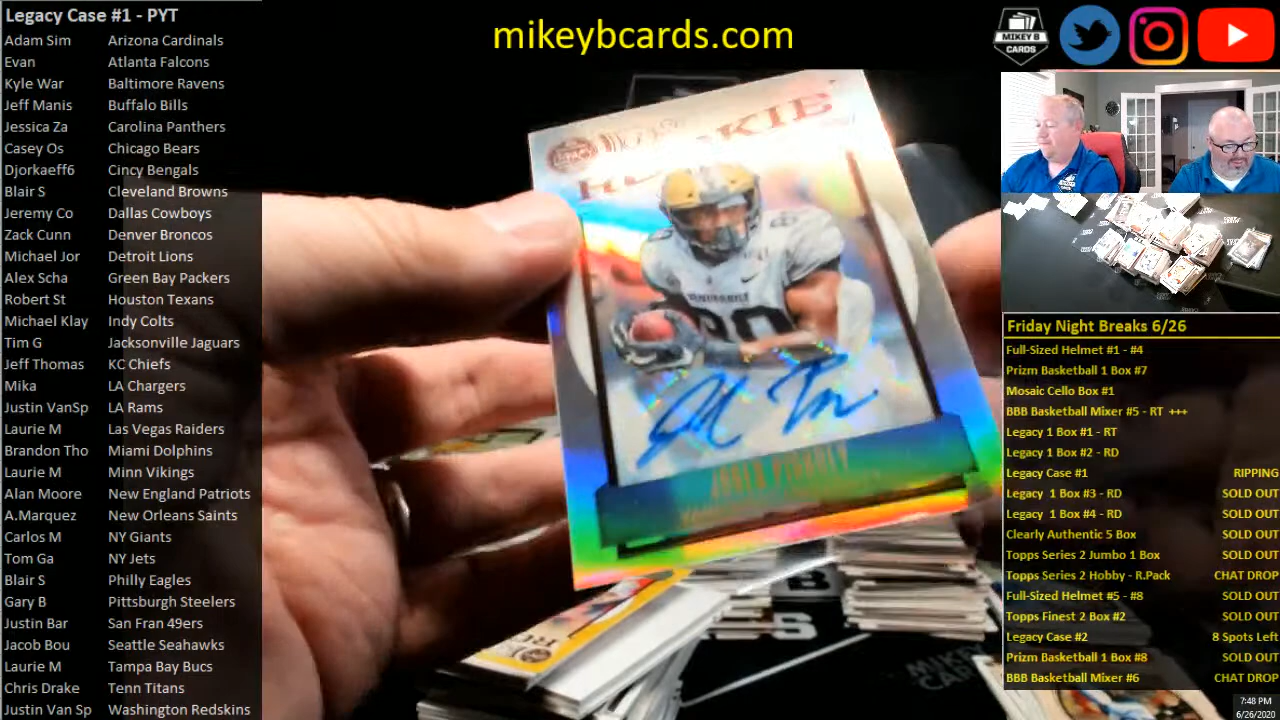 Legacy Case #1 - PYT
Adam Sim Arizona Cardinals
Evan Atlanta Falcons
Kyle War Baltimore Ravens
Jeff Manis Buffalo Bills
Jessica Za Carolina Panthers
Casey Os Chicago Bears
Djorkaeff6 Cincy Bengals
Blair S Cleveland Browns
Jeremy Co Dallas Cowboys
Zack Cunn Denver Broncos
Michael Jor Detroit Lions
Alex Scha Green Bay Packers
Robert St Houston Texans
Michael Klay Indy Colts
Tim G Jacksonville Jaguars
Jeff Thomas KC Chiefs
Mika LA Chargers
Justin VanSp LA Rams
Laurie M Las Vegas Raiders
Brandon Tho Miami Dolphins
Laurie M Minn Vikings
Alan Moore New England Patriots
A.Marquez New Orleans Saints
Carlos M NY Giants
Tom Ga NY Jets
Blair S Philly Eagles
Gary B Pittsburgh Steelers
Justin Bar San Fran 49ers
Jacob Bou Seattle Seahawks
Laurie M Tampa Bay Bucs
Chris Drake Tenn Titans
Justin Van Sp Washington Redskins
mikeybcards.com
ROOKIE
VANDERBILT
80
MIKEY B
CARDS
Friday Night Breaks 6/26
Full-Sized Helmet #1 - #4
Prizm Basketball 1 Box #7
Mosaic Cello Box #1
BBB Basketball Mixer #5 - RT +++
Legacy 1 Box #1 - RT
Legacy 1 Box #2 - RD
Legacy Case #1 RIPPING
Legacy 1 Box #3 - RD SOLD OUT
Legacy 1 Box #4 - RD SOLD OUT
Clearly Authentic 5 Box SOLD OUT
Topps Series 2 Jumbo 1 Box SOLD OUT
Topps Series 2 Hobby - R.Pack CHAT DROP
Full-Sized Helmet #5 - #8 SOLD OUT
Topps Finest 2 Box #2 SOLD OUT
Legacy Case #2 8 Spots Left
Prizm Basketball 1 Box #8 SOLD OUT
BBB Basketball Mixer #6 CHAT DROP
7:48 PM
6/26/2020